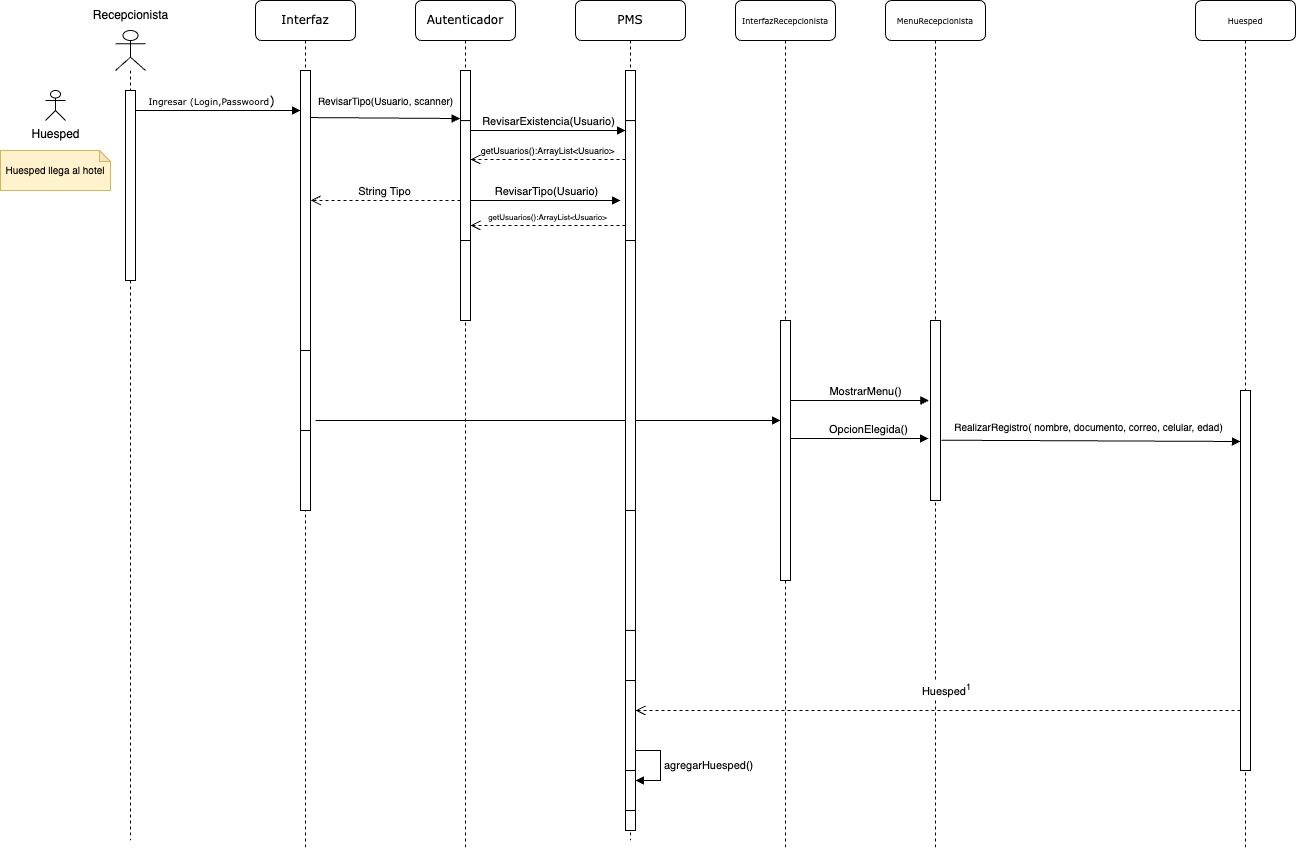 Recepcionista
Interfaz
Autenticador
PMS
InterfazRecepcionista
MenuRecepcionista
Huesped
Huesped
Huesped llega al hotel
Ingresar (Login,Passwoord)
RevisarTipo(Usuario, scanner)
RevisarExistencia(Usuario)
getUsuarios():ArrayList<Usuario>
String Tipo
RevisarTipo(Usuario)
getUsuarios():ArrayList<Usuario>
MostrarMenu()
OpcionElegida()
RealizarRegistro( nombre, documento, correo, celular, edad)
Huesped¹
agregarHuesped()